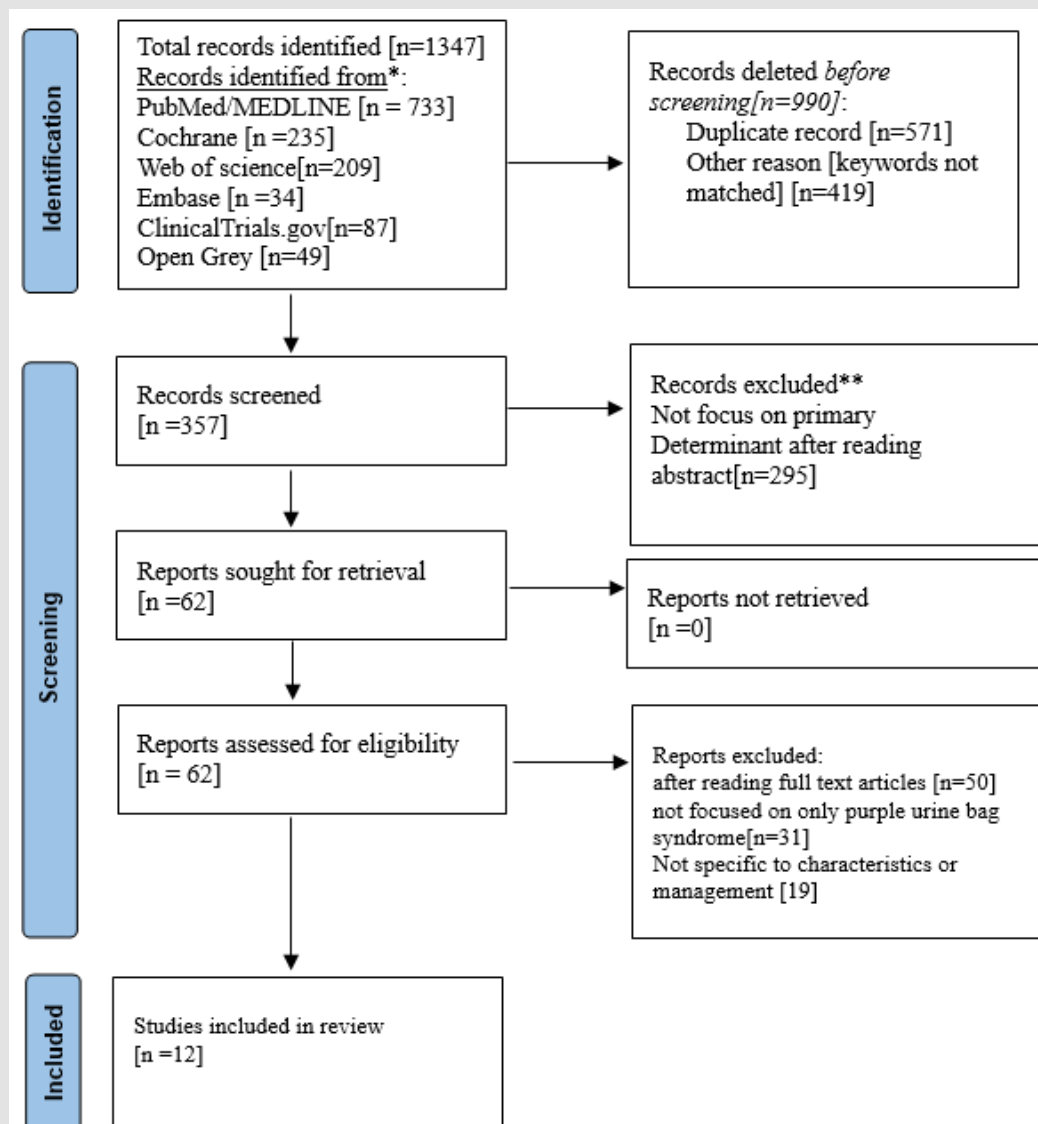 Identification
Total records identified [n=1347]
Records identified from*:
PubMed/MEDLINE [n = 733]
Cochrane [n =235]
Web of science[n=209]
Embase [n =34]
ClinicalTrials.gov[n=87]
Open Grey [n=49]
Records deleted before
screening[n=990]:
Duplicate record [n=571]
Other reason [keywords not
matched] [n=419]
Screening
Records screened
[n =357]
Records excluded**
Not focus on primary
Determinant after reading
abstract[n=295]
Reports sought for retrieval
[n =62]
Reports not retrieved
[n =0]
Reports assessed for eligibility
[n = 62]
Reports excluded:
after reading full text articles [n=50]
not focused on only purple urine bag
syndrome[n=31]
Not specific to characteristics or
management [19]
Included
Studies included in review
[n =12]